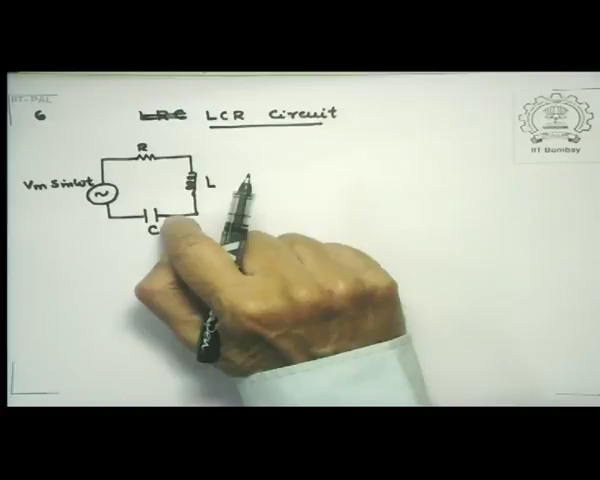 IIT-PAL
6
LRC LCR Circuit
R
Vm Sinωt
L
C
IIT Bombay